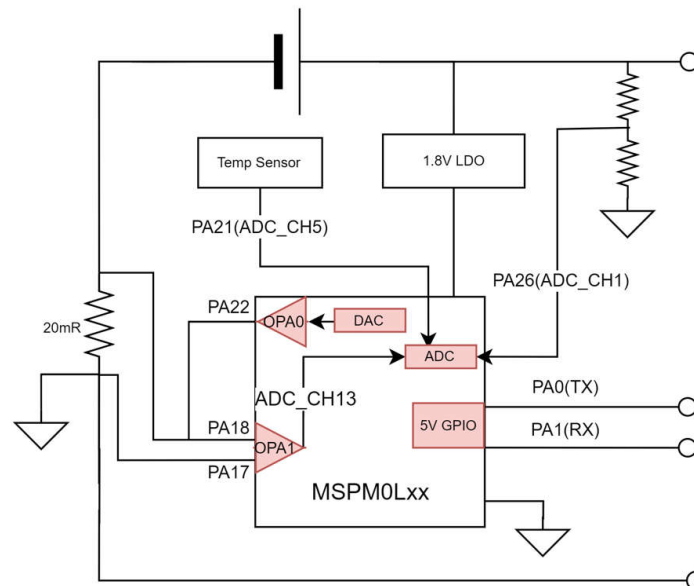 Temp Sensor
1.8V LDO
PA21(ADC_CH5)
PA26(ADC_CH1)
PA22
OPA0
DAC
20mR
ADC
ADC_CH13
PA0(TX)
PA18
5V GPIO
PA1(RX)
OPA1
PA17
MSPM0Lxx